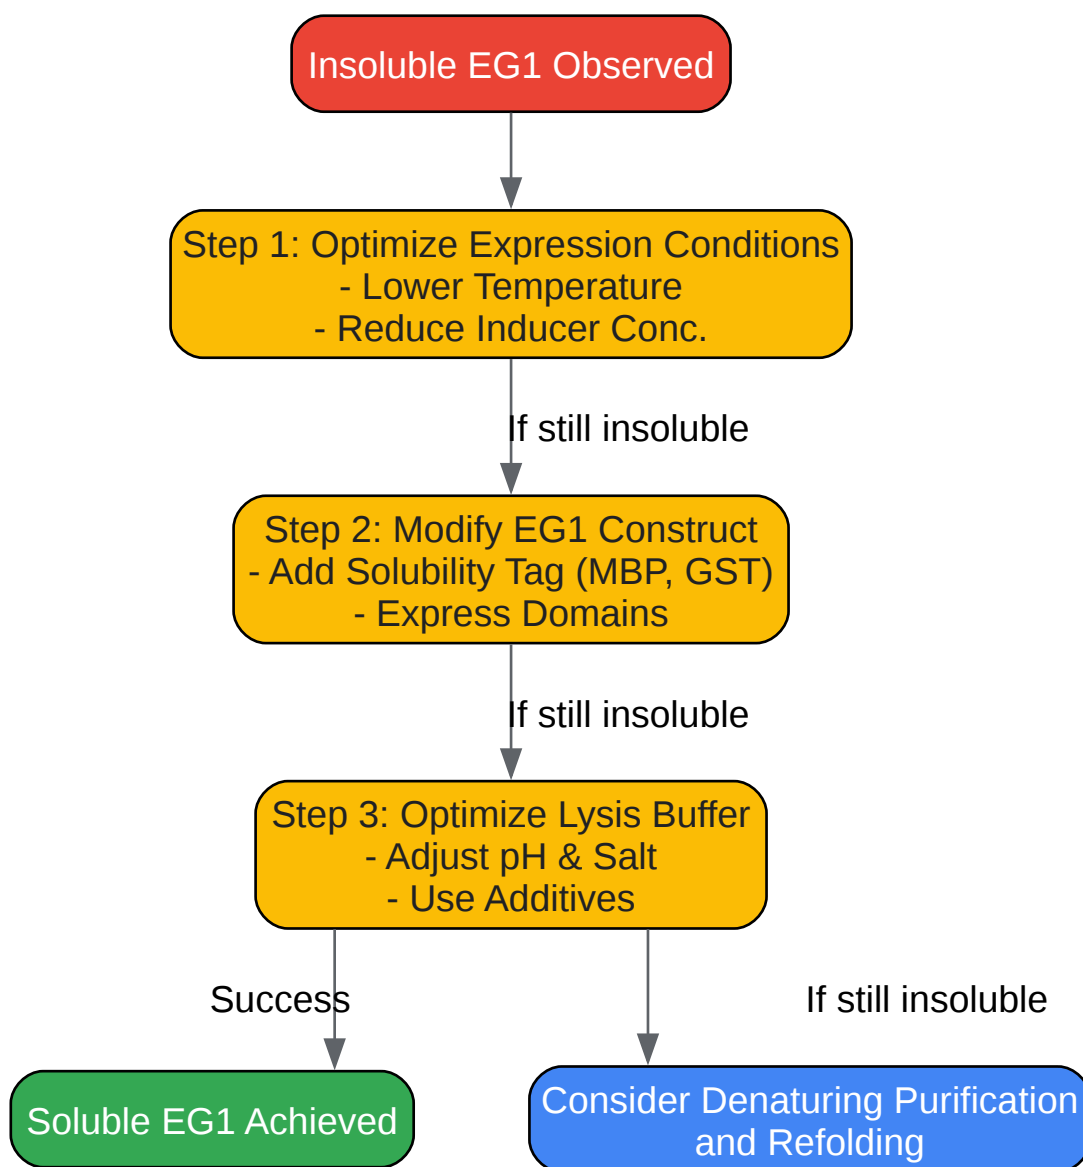 Insoluble EG1 Observed
Step 1: Optimize Expression Conditions
- Lower Temperature
- Reduce Inducer Conc.
If still insoluble
Step 2: Modify EG1 Construct
- Add Solubility Tag (MBP, GST)
- Express Domains
If still insoluble
Step 3: Optimize Lysis Buffer
- Adjust pH & Salt
- Use Additives
Success
If still insoluble
Soluble EG1 Achieved
Consider Denaturing Purification
and Refolding